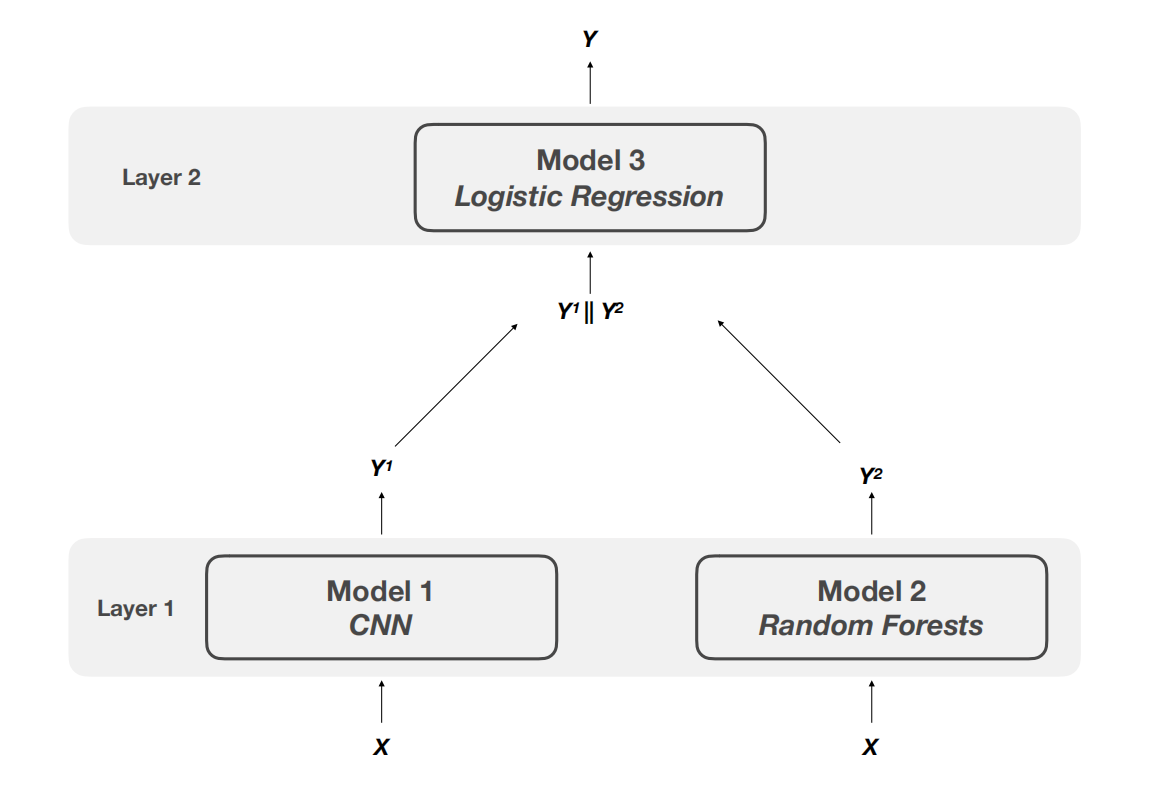 Y
Layer 2
Model 3
Logistic Regression
Y¹ || Y²
Y¹
Y²
Layer 1
Model 1
CNN
Model 2
Random Forests
X
X